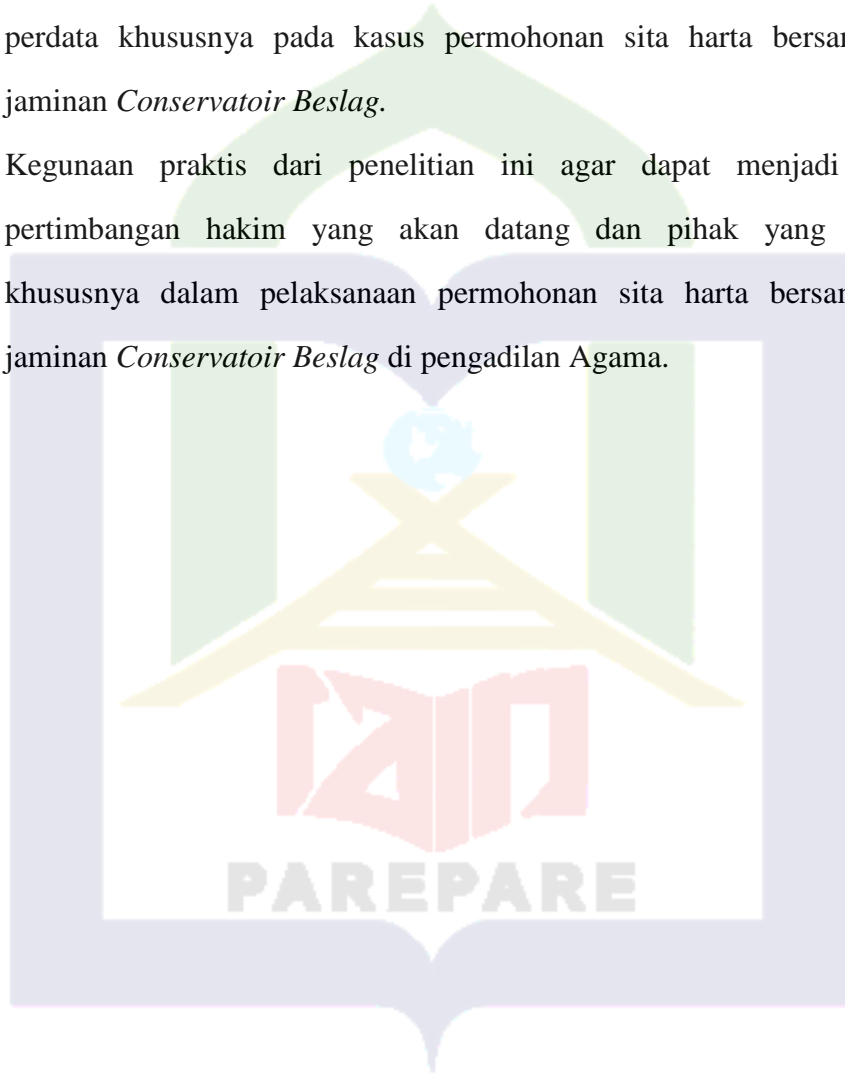 perdata khususnya pada kasus permohonan sita harta
jaminan Conservatoir Beslag.
Kegunaan praktis dari penelitian ini agar dapat menjadi
pertimbangan hakim yang akan datang dan pihak yang
khususnya dalam pelaksanaan permohonan sita harta
jaminan Conservatoir Beslag di pengadilan Agama.
iain
PAREPARE